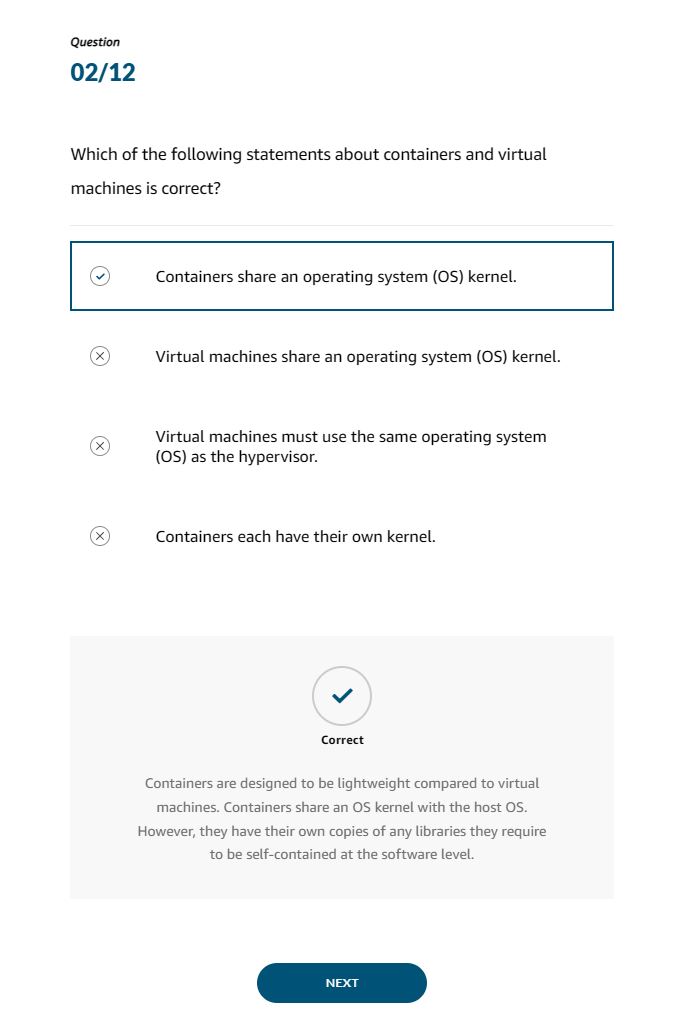 Question
02/12
Which of the following statements about containers and virtual
machines is correct?
Containers share an operating system (OS) kernel.
Virtual machines share an operating system (OS) kernel.
Virtual machines must use the same operating system
(OS) as the hypervisor.
Containers each have their own kernel.
Correct
Containers are designed to be lightweight compared to virtual
machines. Containers share an OS kernel with the host OS.
However, they have their own copies of any libraries they require
to be self-contained at the software level.
NEXT